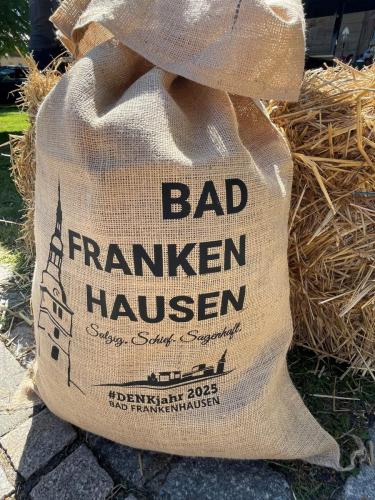 BAD
FRANKEN
HAUSEN
Salzig. Schief. Sagenhaft.
#DENKjahr 2025
BAD FRANKENHAUSEN